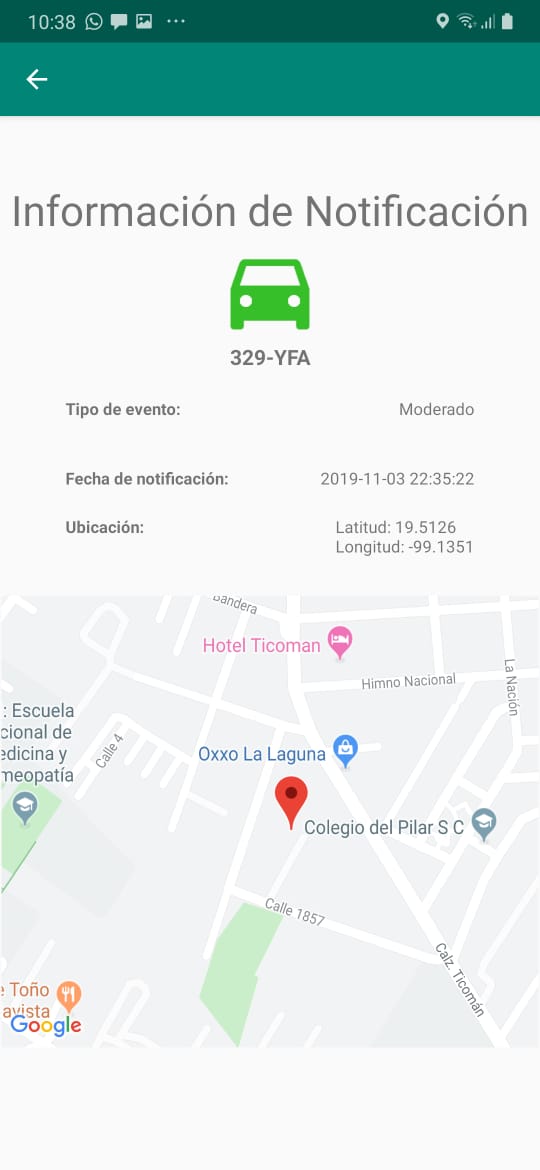 10:38
Información de Notificación
329-YFA
Tipo de evento: Moderado
Fecha de notificación: 2019-11-03 22:35:22
Ubicación: Latitud: 19.5126
Longitud: -99.1351
Bandera
Hotel Ticoman
Himno Nacional
La Nación
: Escuela
cional de
edicina y
meopatía
Calle 4
Oxxo La Laguna
Colegio del Pilar S C
Calle 1857
Calz. Ticomán
e Toño
avista
Google